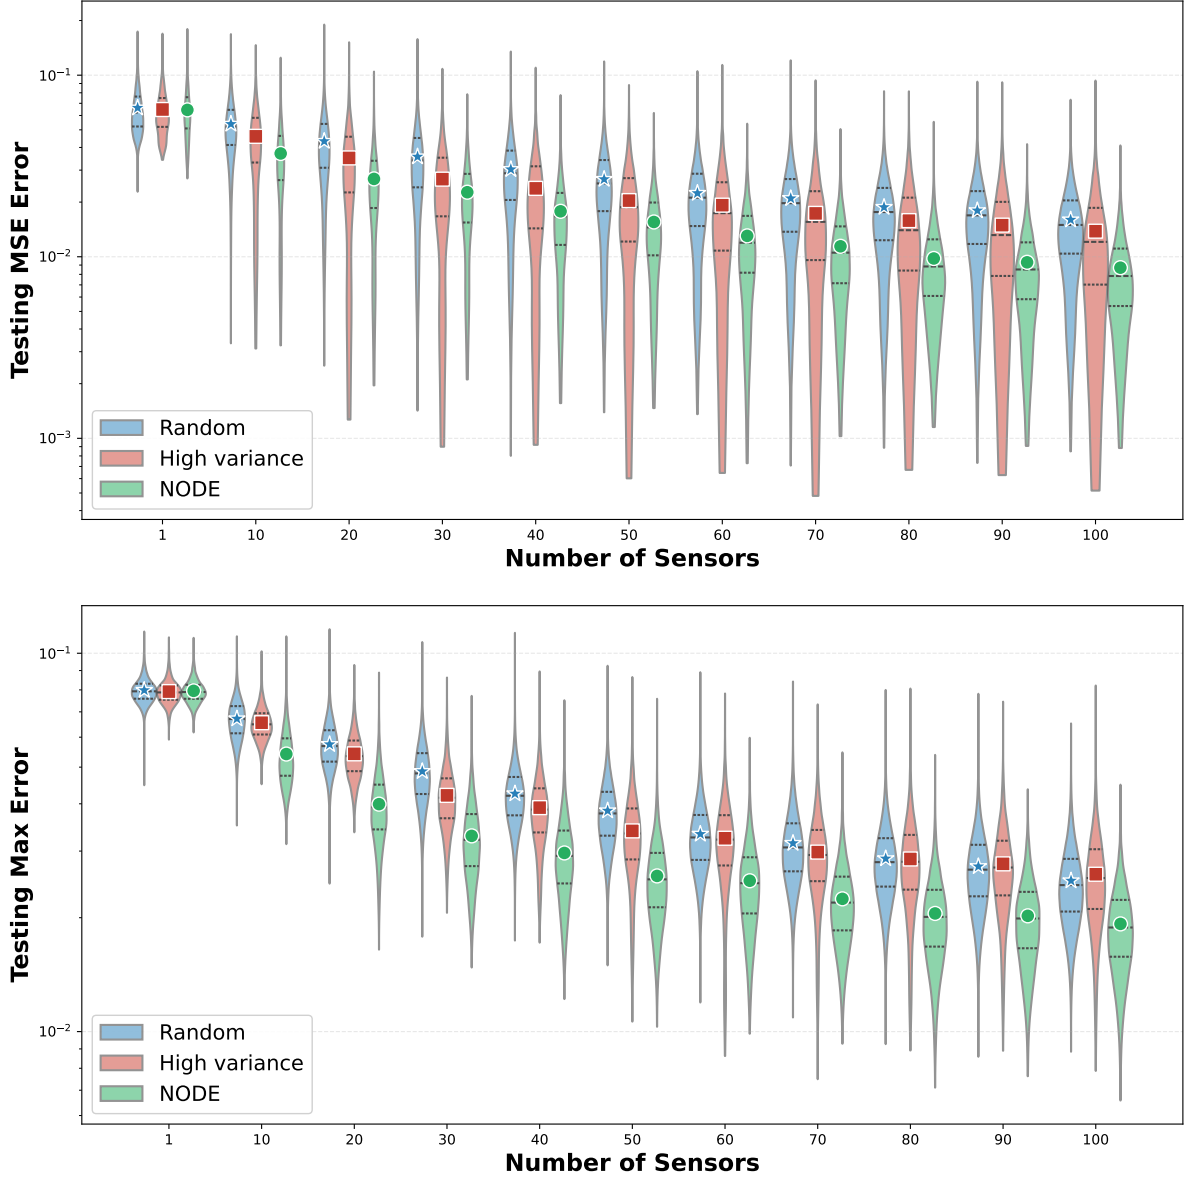 10⁻¹
10⁻²
10⁻³
Testing MSE Error
Random
High variance
NODE
1 10 20 30 40 50 60 70 80 90 100
Number of Sensors
10⁻¹
10⁻²
Testing Max Error
Random
High variance
NODE
1 10 20 30 40 50 60 70 80 90 100
Number of Sensors